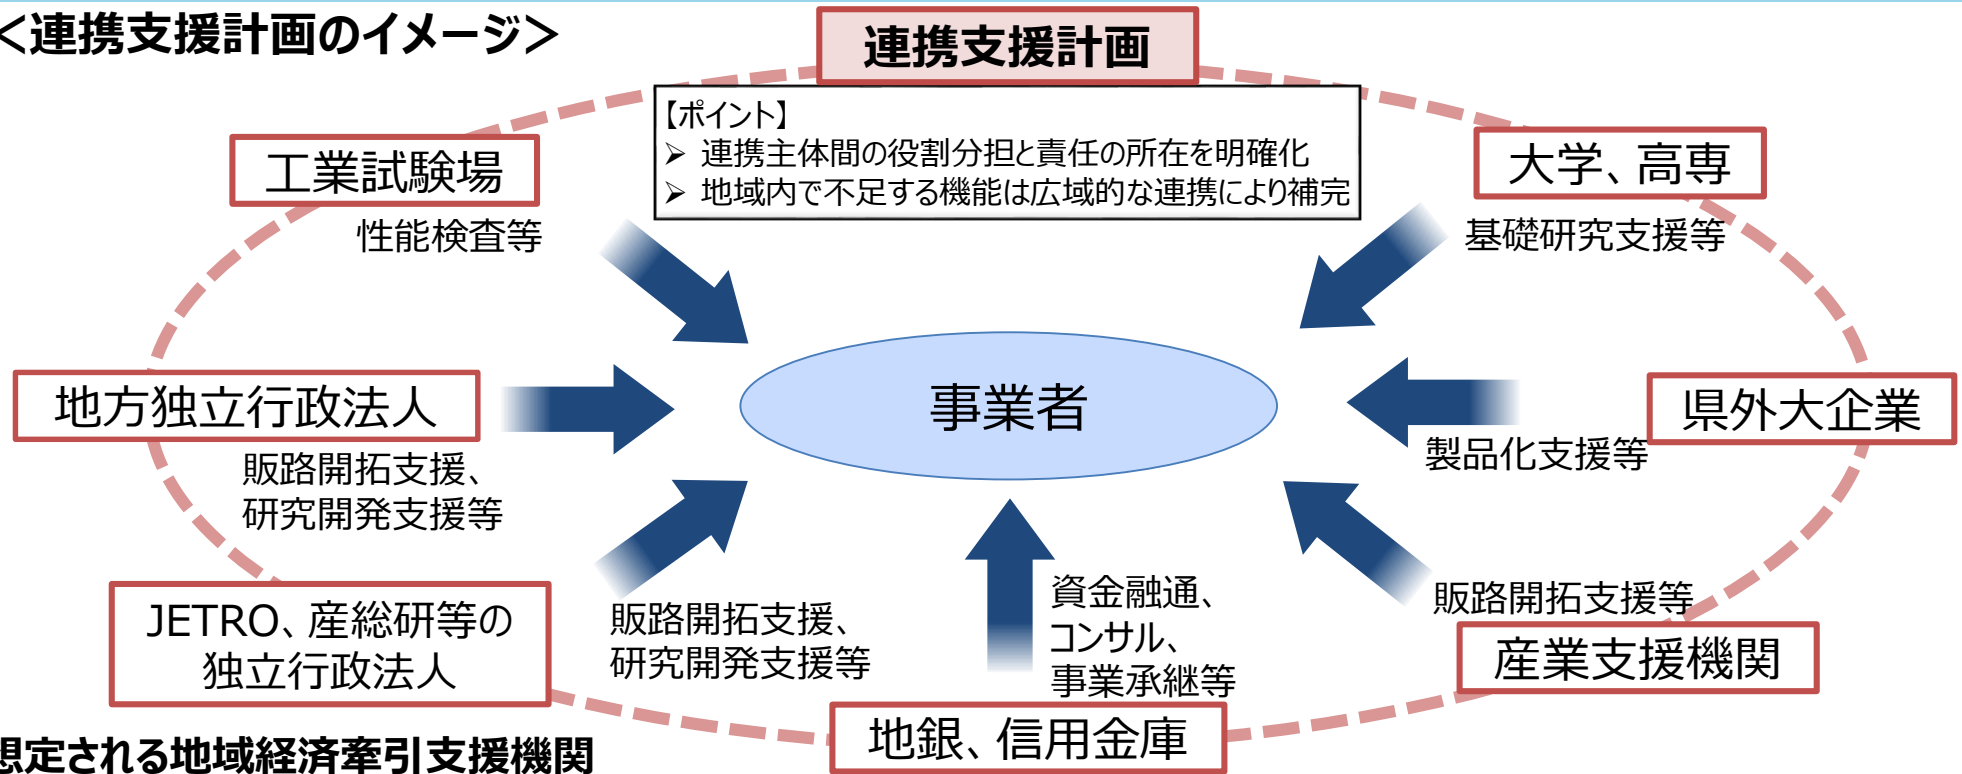 ＜連携支援計画のイメージ＞
連携支援計画
【ポイント】
➢ 連携主体間の役割分担と責任の所在を明確化
➢ 地域内で不足する機能は広域的な連携により補完
工業試験場
性能検査等
大学、高専
基礎研究支援等
地方独立行政法人
販路開拓支援、
研究開発支援等
事業者
県外大企業
製品化支援等
JETRO、産総研等の
独立行政法人
販路開拓支援、
研究開発支援等
資金融通、
コンサル、
事業承継等
地銀、信用金庫
販路開拓支援等
産業支援機関
想定される地域経済牽引支援機関